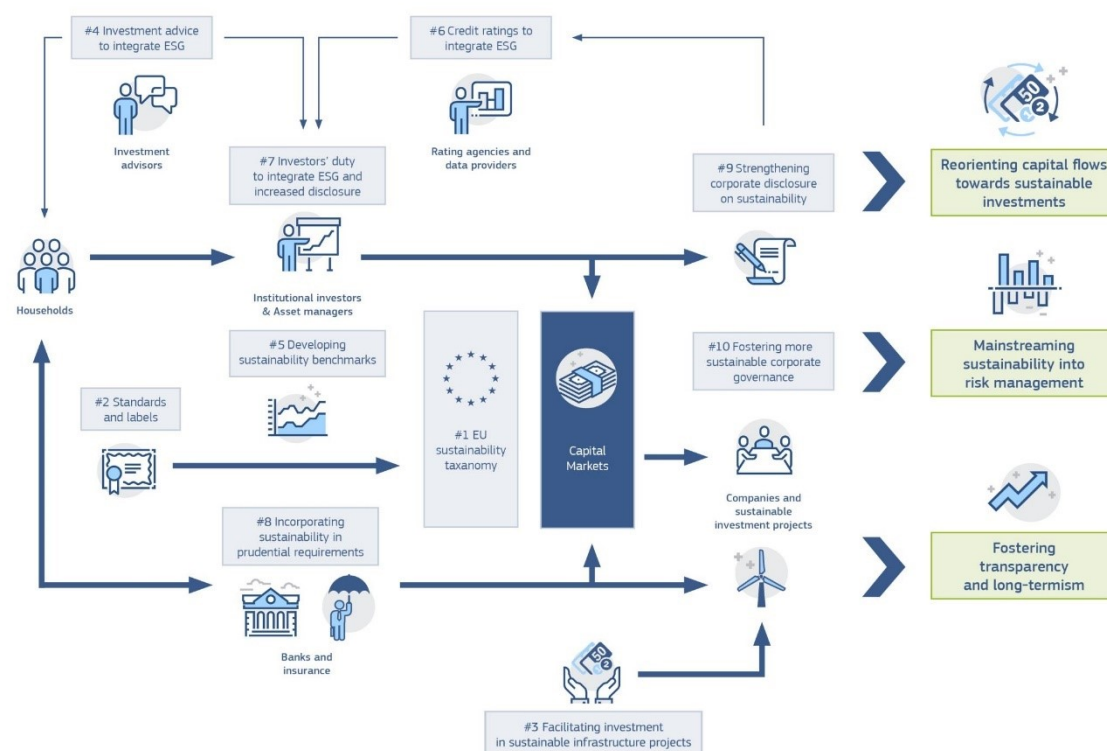 #4 Investment advice
to integrate ESG
Investment
advisors
#6 Credit ratings to
integrate ESG
Rating agencies and
data providers
#7 Investors' duty
to integrate ESG and
increased disclosure
Institutional investors
& Asset managers
Households
#9 Strengthening
corporate disclosure
on sustainability
50
2
Reorienting capital flows
towards sustainable
investments
#5 Developing
sustainability benchmarks
#2 Standards
and labels
#1 EU
sustainability
taxanomy
Capital
Markets
#10 Fostering more
sustainable corporate
governance
Companies and
sustainable
investment projects
Mainstreaming
sustainability into
risk management
#8 Incorporating
sustainability in
prudential requirements
Banks and
insurance
Fostering
transparency
and long-termism
50
2
#3 Facilitating investment
in sustainable infrastructure projects